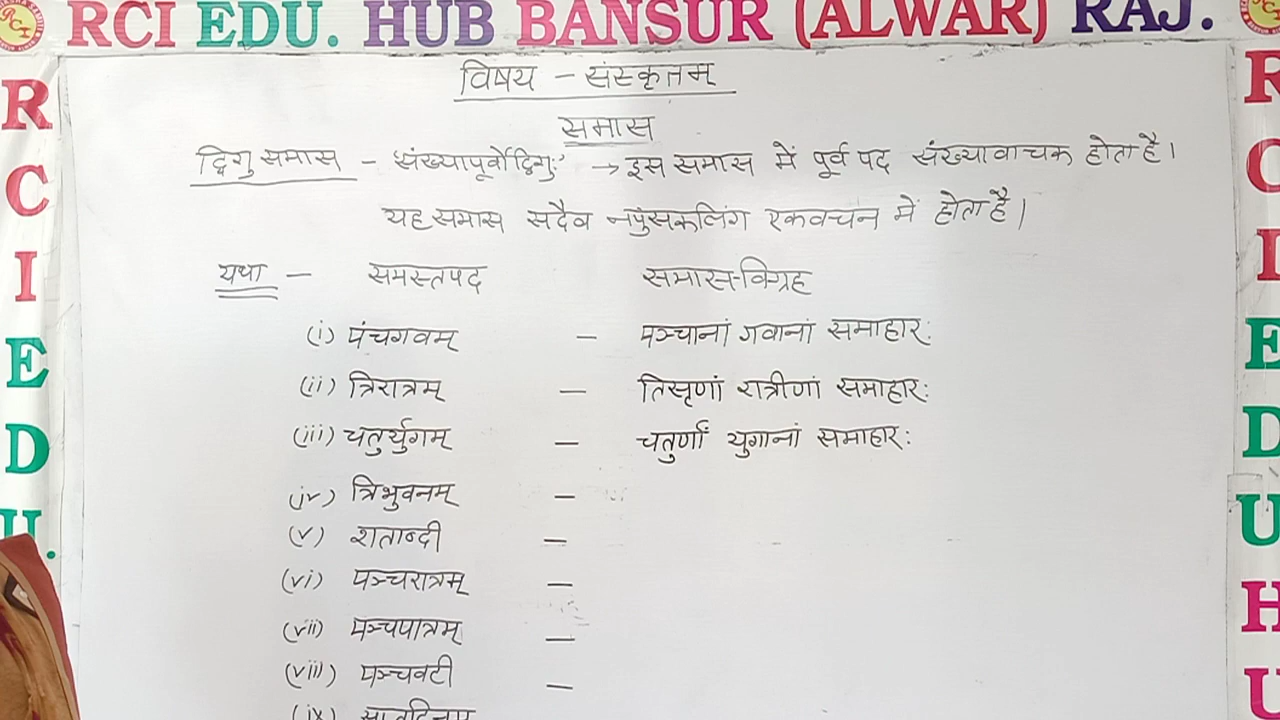 RCI EDU. HUB BANSUR (ALWAR) RAJ.
विषय - संस्कृतम्
समास
द्विगु समास - 'संख्यापूर्वोद्विगुः' → इस समास में पूर्व पद संख्यावाचक होता है।
यह समास सदैव नपुंसकलिंग एकवचन में होता है।
यथा - समस्तपद समास-विग्रह
(i) पंचगवम् - पञ्चानां गवानां समाहारः
(ii) त्रिरात्रम् - तिसृणां रात्रीणां समाहारः
(iii) चतुर्युगम् - चतुर्णां युगानां समाहारः
(iv) त्रिभुवनम् -
(v) शताब्दी -
(vi) पञ्चरात्रम् -
(vii) पञ्चपात्रम् -
(viii) पञ्चवटी -
(ix)
R
C
I
E
D
U.
R
C
I
E
D
U
H
U